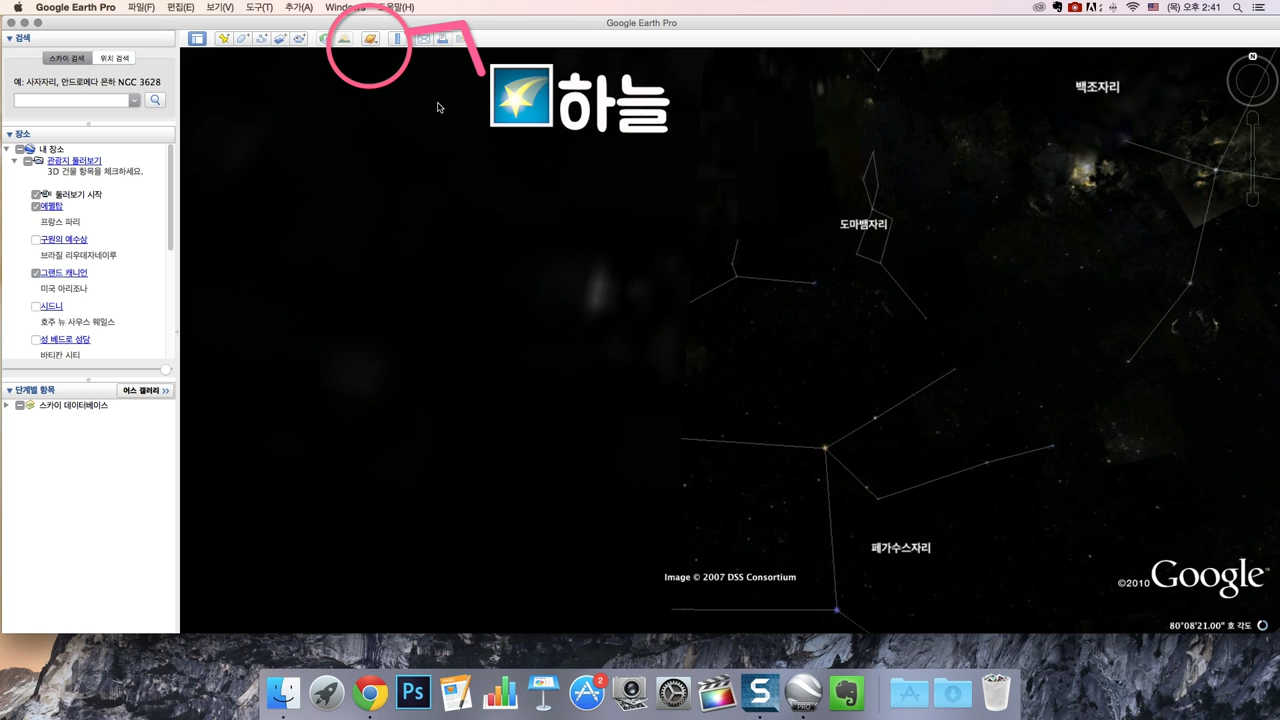 Google Earth Pro 파일(F) 편집(E) 보기(V) 도구(T) 추가(A) Window 도움말(H)
(목) 오후 2:41
Google Earth Pro
검색
스카이 검색 위치 검색
예: 사자자리, 안드로메다 은하 NGC 3628
장소
내 장소
관광지 둘러보기
3D 건물 항목을 체크하세요.
둘러보기 시작
에펠탑
프랑스 파리
구원의 예수상
브라질 리우데자네이루
그랜드 캐니언
미국 아리조나
시드니
호주 뉴 사우스 웨일스
성 베드로 성당
바티칸 시티
단계별 항목 어스 갤러리 >>
스카이 데이터베이스
하늘
백조자리
N
도마뱀자리
페가수스자리
Image © 2007 DSS Consortium
©2010 Google™
80°08'21.00" 호 각도
Ps
2
S
PRO